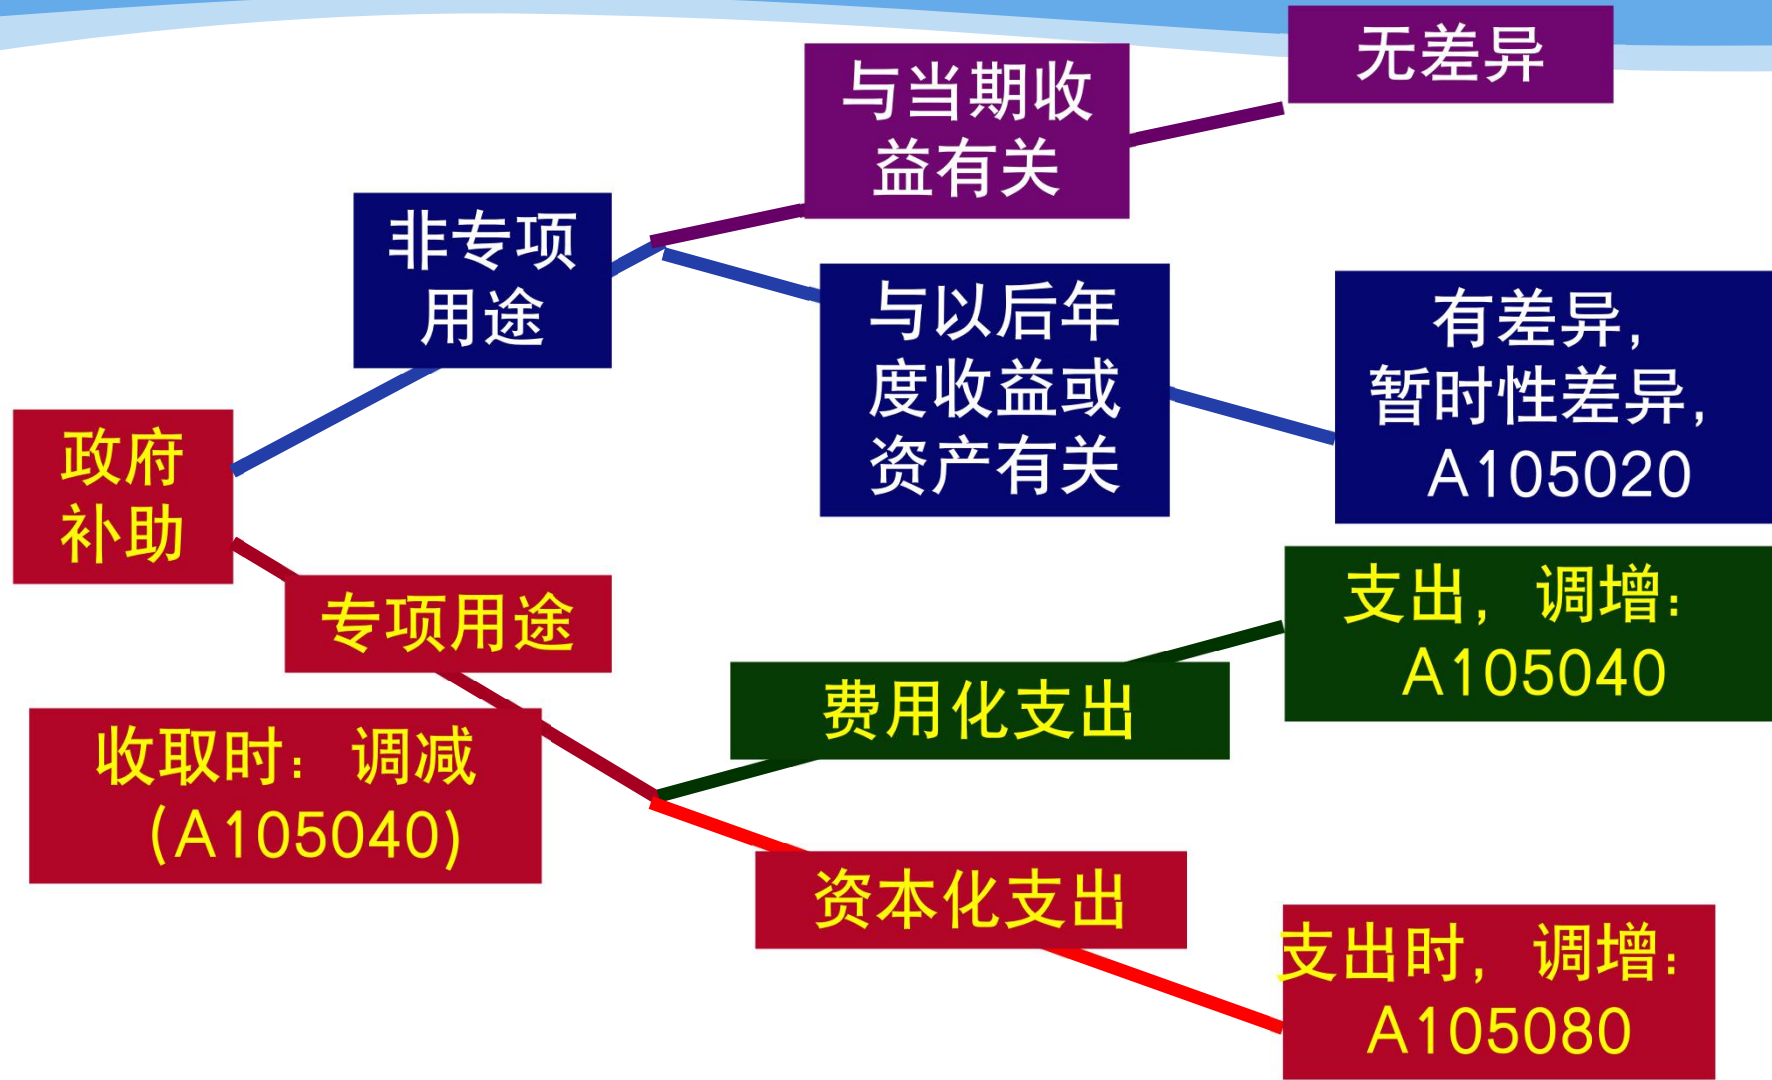 无差异
与当期收
益有关
非专项
用途
与以后年
度收益或
资产有关
有差异，
暂时性差异，
A105020
政府
补助
专项用途
支出，调增：
A105040
费用化支出
收取时：调减
（A105040）
资本化支出
支出时，调增：
A105080